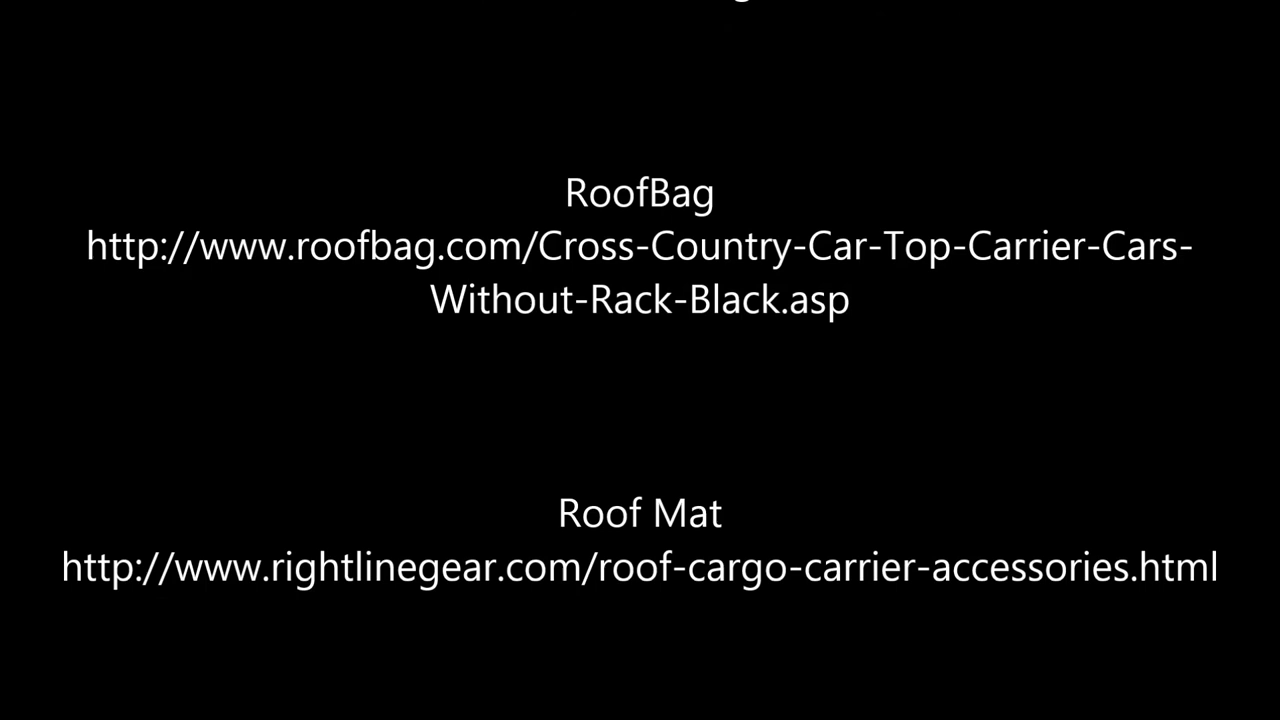 RoofBag
http://www.roofbag.com/Cross-Country-Car-Top-Carrier-Cars-
Without-Rack-Black.asp
Roof Mat
http://www.rightlinegear.com/roof-cargo-carrier-accessories.html